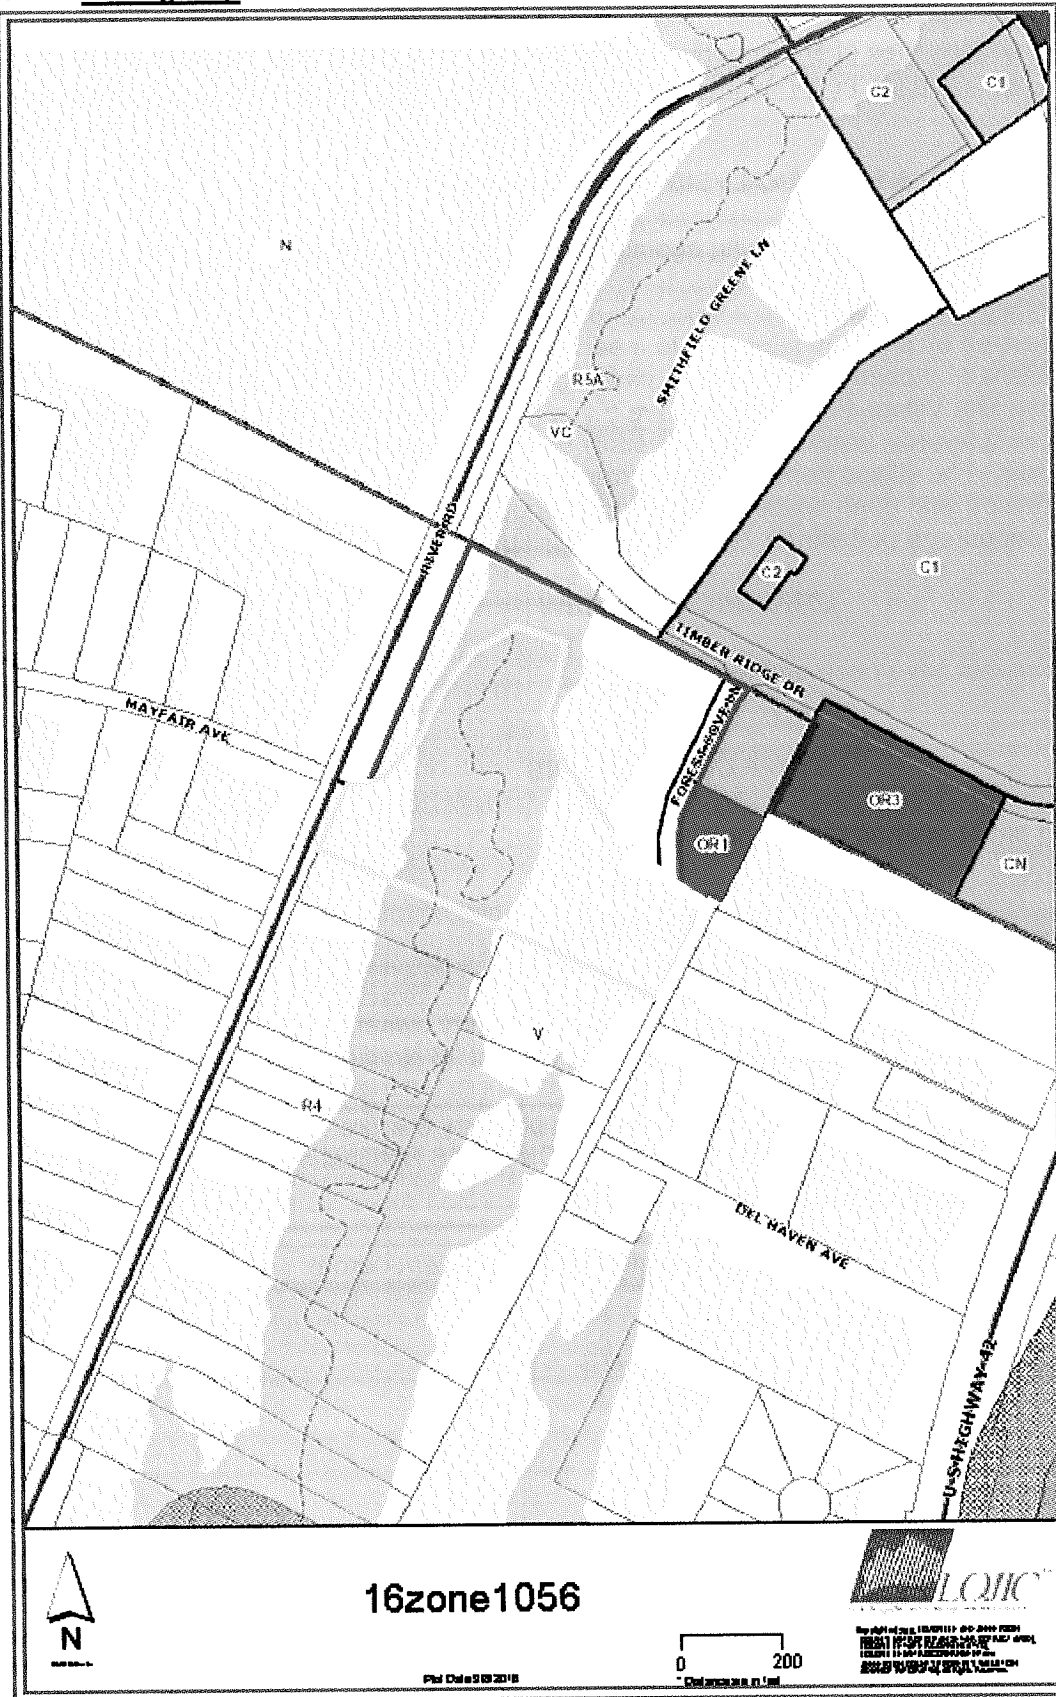 C2
C1
N
SMITHFIELD GREENE LN
R5A
VC
C2
C1
TIMBER RIDGE DR
MAYFAIR AVE
OR3
OR1
CN
V
R4
DEL HAVEN AVE
U S HIGHWAY 42
N
16zone1056
LOJIC
0 200